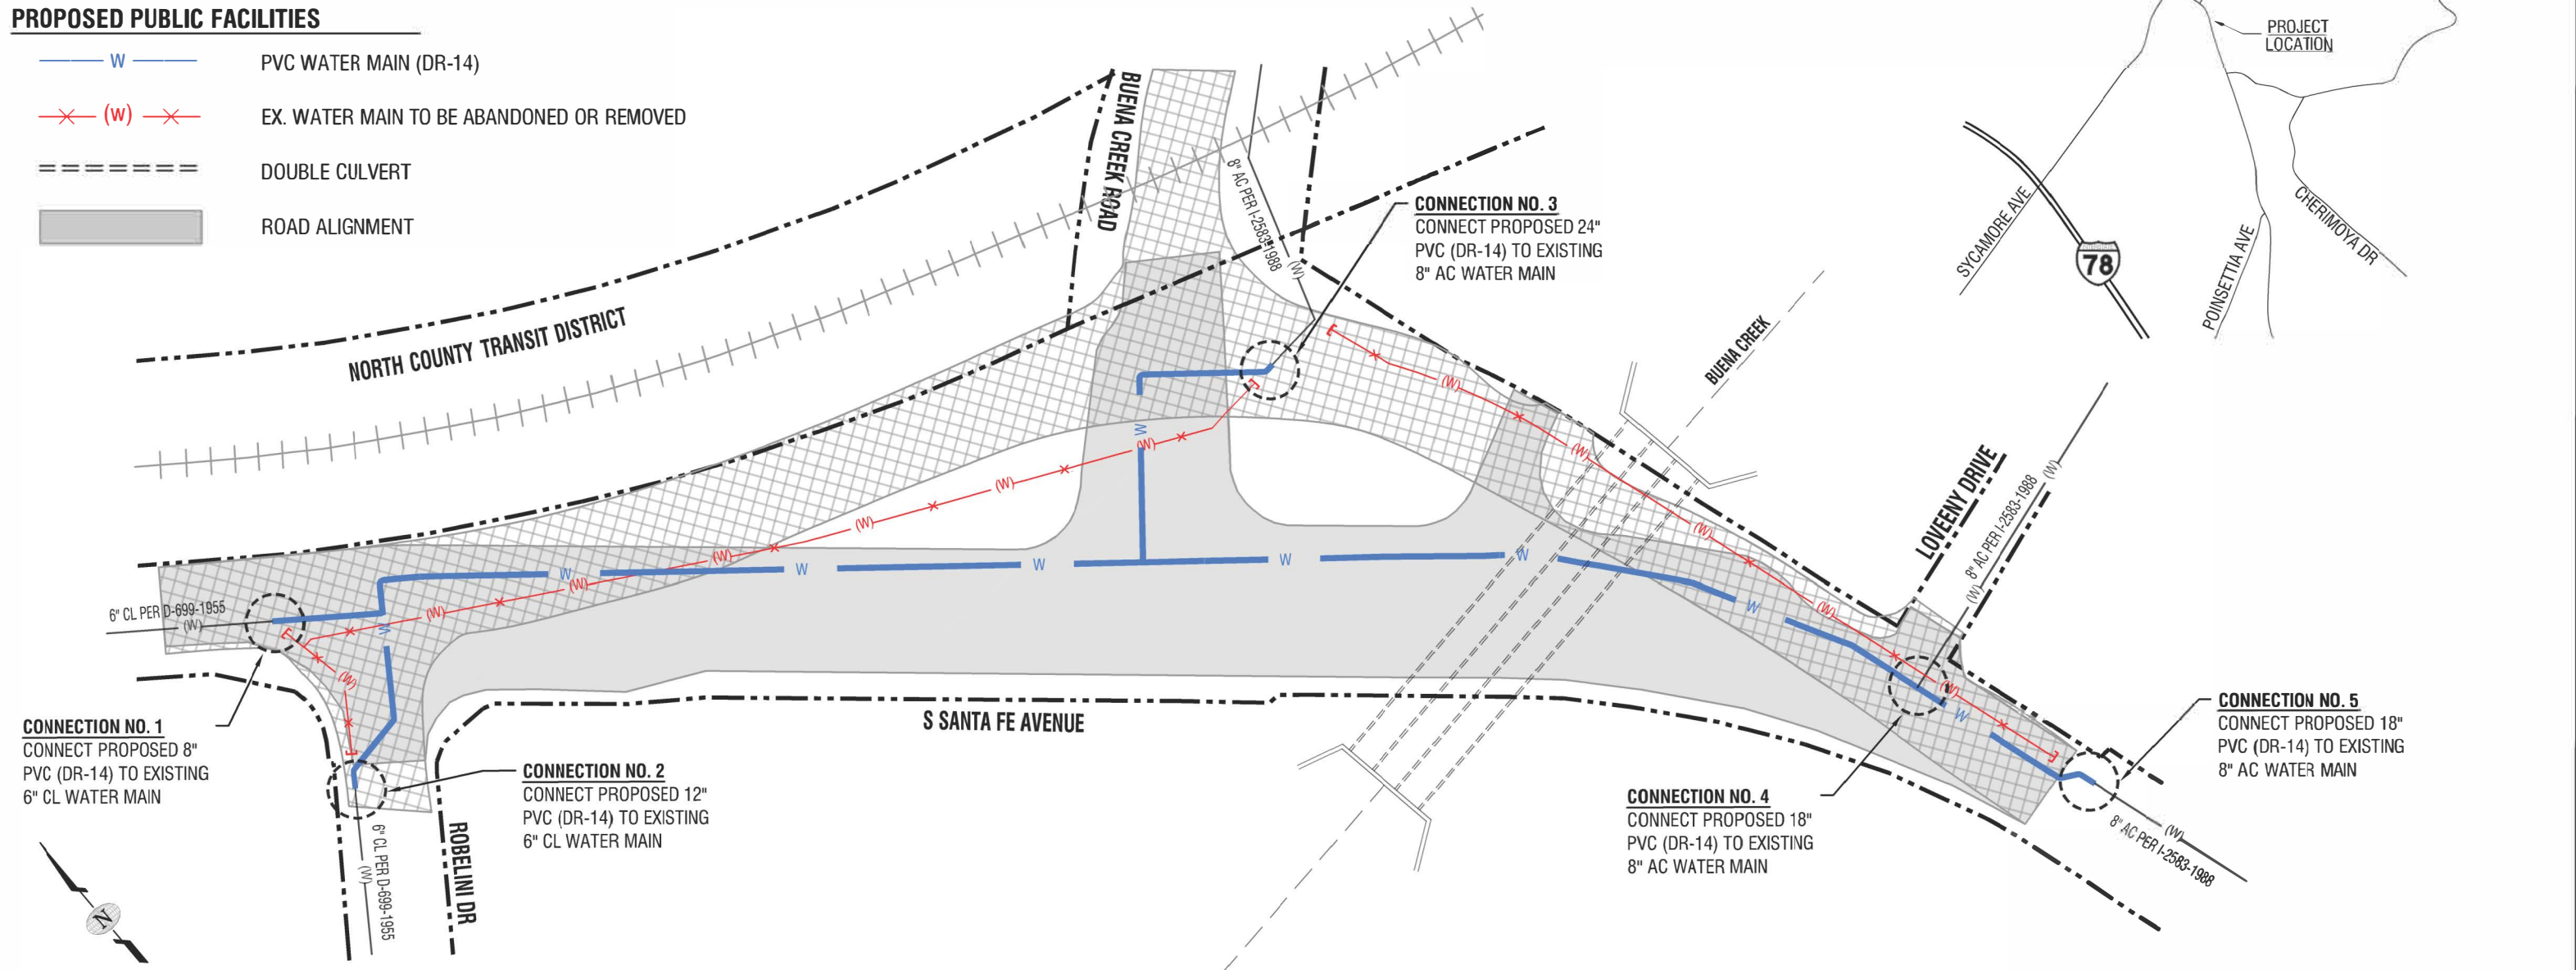 PROPOSED PUBLIC FACILITIES
W
PVC WATER MAIN (DR-14)
(W)
EX. WATER MAIN TO BE ABANDONED OR REMOVED
DOUBLE CULVERT
ROAD ALIGNMENT
PROJECT
LOCATION
SYCAMORE AVE
78
POINSETTIA AVE
CHERIMOYA DR
NORTH COUNTY TRANSIT DISTRICT
BUENA CREEK ROAD
8" AC PER I-2583-1988
(W)
CONNECTION NO. 3
CONNECT PROPOSED 24"
PVC (DR-14) TO EXISTING
8" AC WATER MAIN
BUENA CREEK
(W)
(W)
(W)
(W)
(W)
LOVEENY DRIVE
(W) 8" AC PER I-2583-1988 (W)
W
(W)
(W)
(W)
(W)
(W)
(W)
W
W
W
W
W
W
W
6" CL PER D-699-1955
(W)
W
(W)
W
S SANTA FE AVENUE
CONNECTION NO. 1
CONNECT PROPOSED 8"
PVC (DR-14) TO EXISTING
6" CL WATER MAIN
CONNECTION NO. 2
CONNECT PROPOSED 12"
PVC (DR-14) TO EXISTING
6" CL WATER MAIN
6" CL PER D-699-1955
(W)
ROBELINI DR
N
CONNECTION NO. 4
CONNECT PROPOSED 18"
PVC (DR-14) TO EXISTING
8" AC WATER MAIN
CONNECTION NO. 5
CONNECT PROPOSED 18"
PVC (DR-14) TO EXISTING
8" AC WATER MAIN
8" AC PER I-2583-1988
(W)